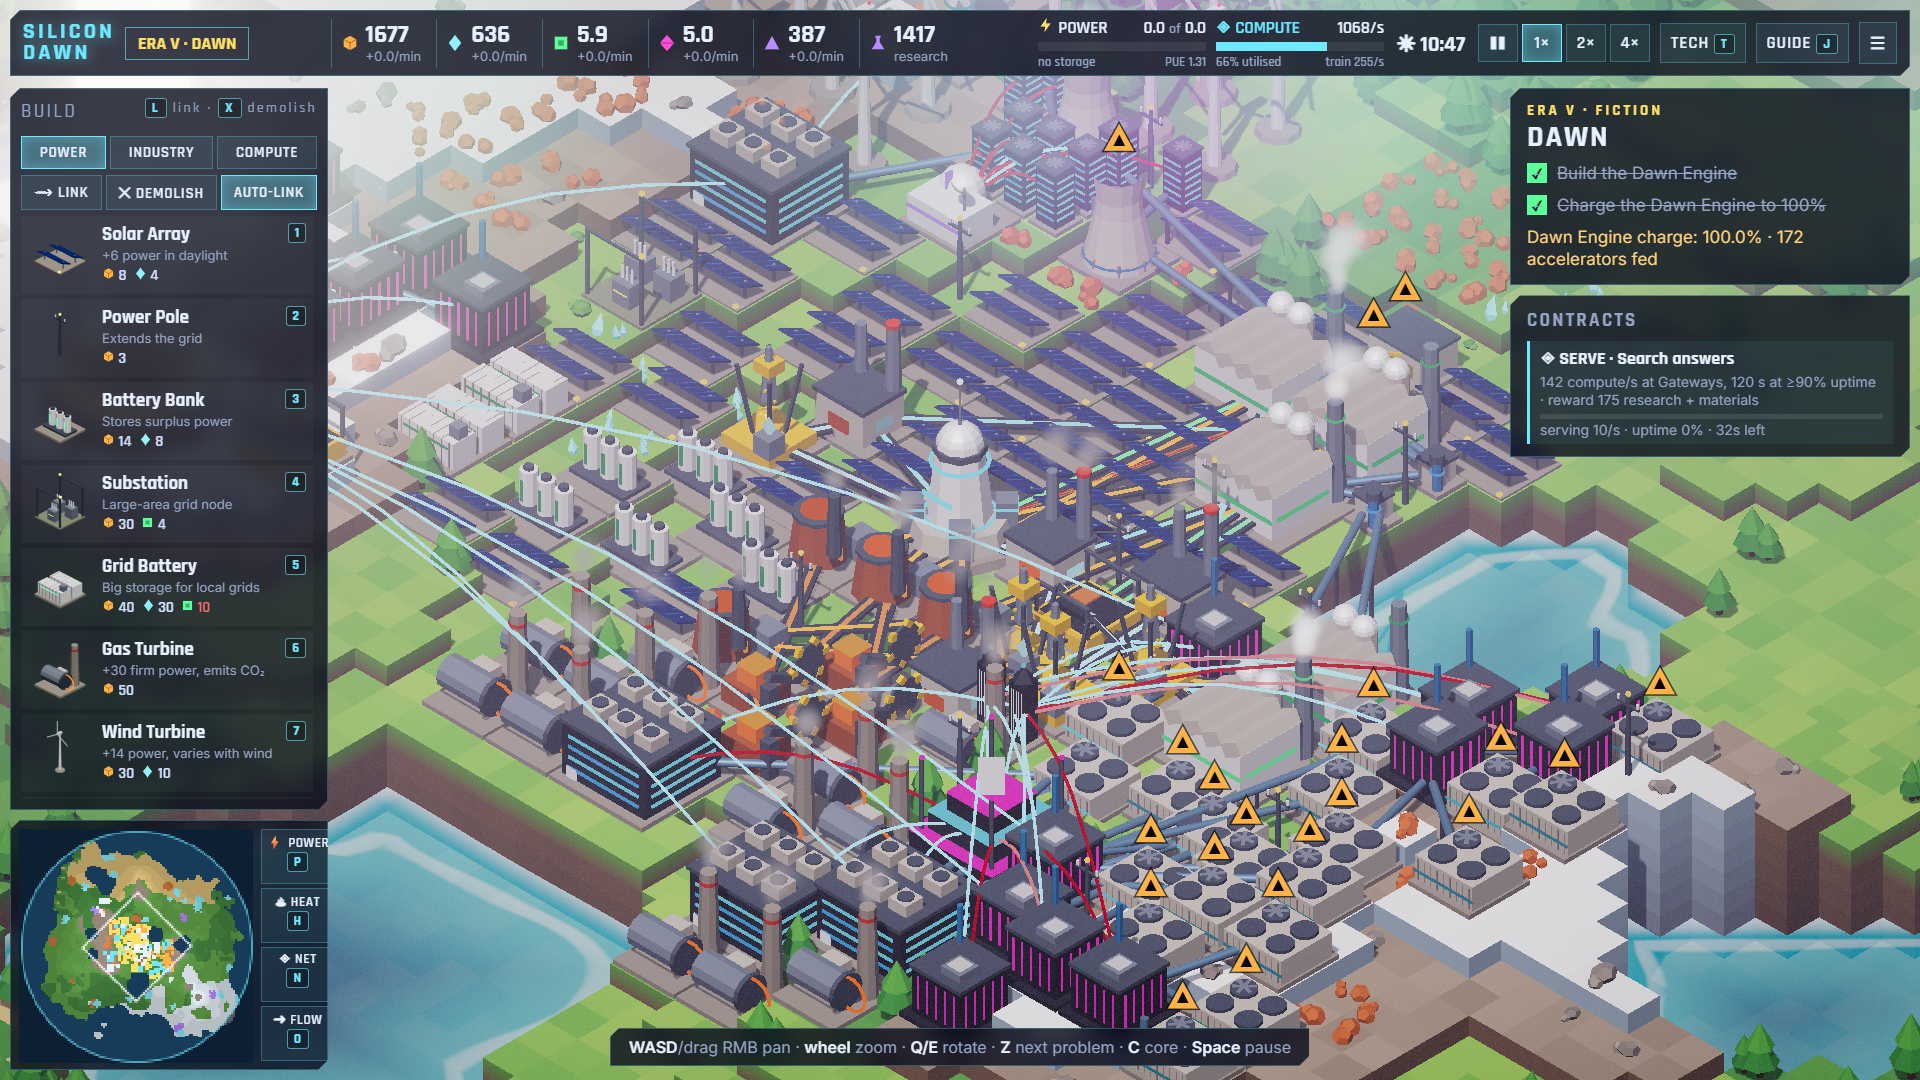 SILICON DAWN
ERA V · DAWN
1677
+0.0/min
636
+0.0/min
5.9
+0.0/min
5.0
+0.0/min
387
+0.0/min
1417
research
POWER 0.0 of 0.0
no storage PUE 1.31
COMPUTE 1068/s
66% utilised train 255/s
10:47
1×
2×
4×
TECH T
GUIDE J
BUILD
L link · X demolish
POWER
INDUSTRY
COMPUTE
LINK
DEMOLISH
AUTO-LINK
Solar Array 1
+6 power in daylight
8 4
Power Pole 2
Extends the grid
3
Battery Bank 3
Stores surplus power
14 8
Substation 4
Large-area grid node
30 4
Grid Battery 5
Big storage for local grids
40 30 10
Gas Turbine 6
+30 firm power, emits CO₂
50
Wind Turbine 7
+14 power, varies with wind
30 10
POWER
P
HEAT
H
NET
N
FLOW
O
ERA V · FICTION
DAWN
Build the Dawn Engine
Charge the Dawn Engine to 100%
Dawn Engine charge: 100.0% · 172
accelerators fed
CONTRACTS
SERVE · Search answers
142 compute/s at Gateways, 120 s at ≥90% uptime
· reward 175 research + materials
serving 10/s · uptime 0% · 32s left
WASD/drag RMB pan · wheel zoom · Q/E rotate · Z next problem · C core · Space pause